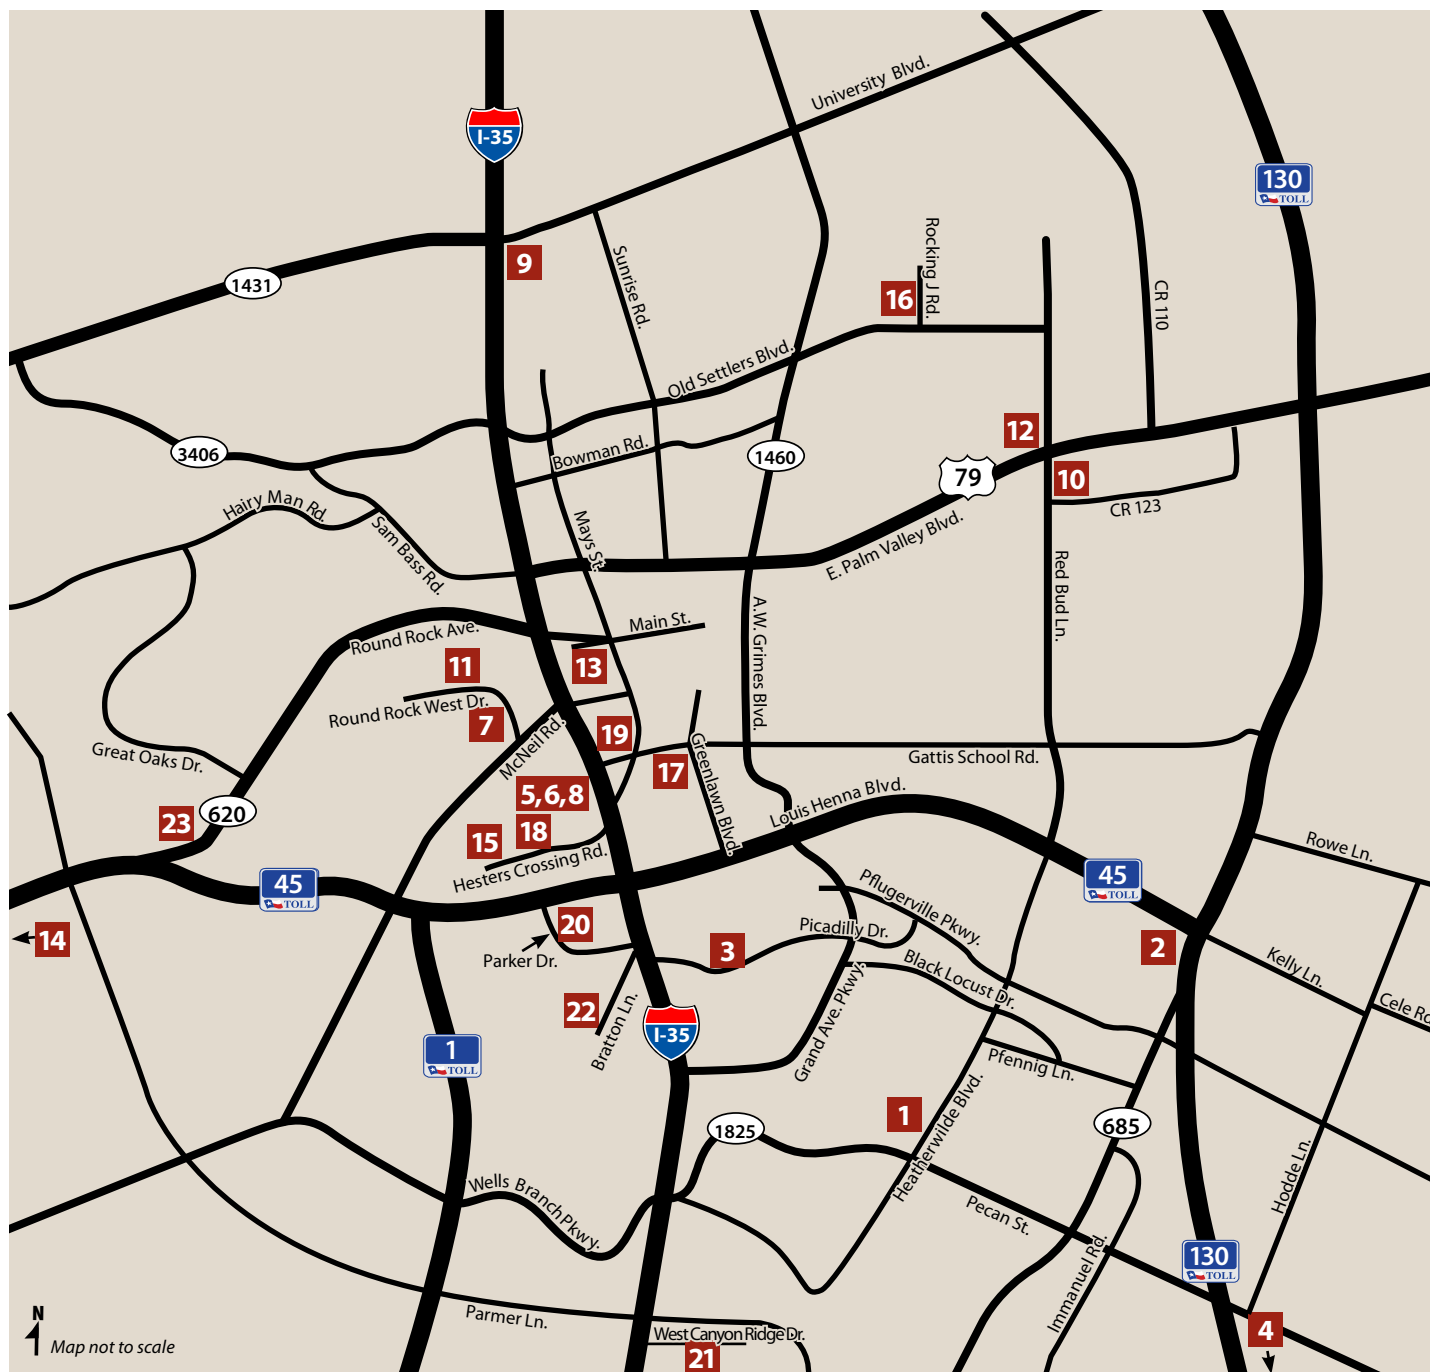 University Blvd.
I-35
130
TOLL
Rocking J Rd.
9
Sunrise Rd.
1431
16
CR 110
Old Settlers Blvd.
12
3406
Bowman Rd.
1460
79
10
Hairy Man Rd.
CR 123
Sam Bass Rd.
Mays St.
E. Palm Valley Blvd.
Red Bud Ln.
A.W. Grimes Blvd.
Main St.
Round Rock Ave.
11
13
Round Rock West Dr.
7
McNeil Rd.
19
Greenlawn Blvd.
Great Oaks Dr.
Gattis School Rd.
17
5,6,8
Louis Henna Blvd.
620
23
18
15
Rowe Ln.
Hesters Crossing Rd.
45
TOLL
45
TOLL
Pflugerville Pkwy.
20
Picadilly Dr.
14
3
2
Parker Dr.
Kelly Ln.
Black Locust Dr.
22
Bratton Ln.
Grand Ave. Pkwy.
Cele
I-35
1
TOLL
Pfennig Ln.
1
685
1825
Heatherwilde Blvd.
Hodde Ln.
Wells Branch Pkwy.
Pecan St.
Immanuel Rd.
130
TOLL
Parmer Ln.
N
Map not to scale
West Canyon Ridge Dr.
21
4